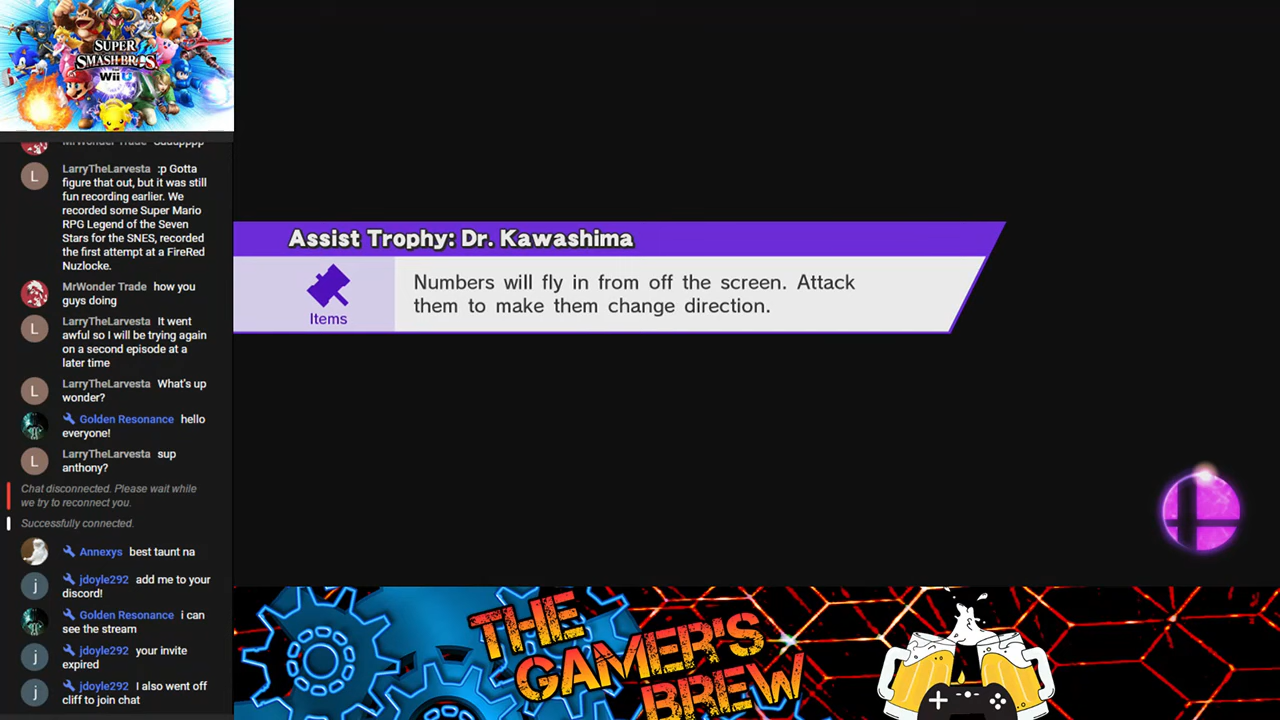 SUPER
SMASH BROS.
WiiU
MrWonder Trade
LarryTheLarvesta :p Gotta
figure that out, but it was still
fun recording earlier. We
recorded some Super Mario
RPG Legend of the Seven
Stars for the SNES, recorded
the first attempt at a FireRed
Nuzlocke.
MrWonder Trade how you
guys doing
LarryTheLarvesta It went
awful so I will be trying again
on a second episode at a
later time
LarryTheLarvesta What's up
wonder?
Golden Resonance hello
everyone!
LarryTheLarvesta sup
anthony?
Chat disconnected. Please wait while
we try to reconnect you.
Successfully connected.
Annexys best taunt na
j jdoyle292 add me to your
discord!
Golden Resonance i can
see the stream
j jdoyle292 your invite
expired
j jdoyle292 I also went off
cliff to join chat
Assist Trophy: Dr. Kawashima
Items
Numbers will fly in from off the screen. Attack
them to make them change direction.
THE
GAMER'S
BREW